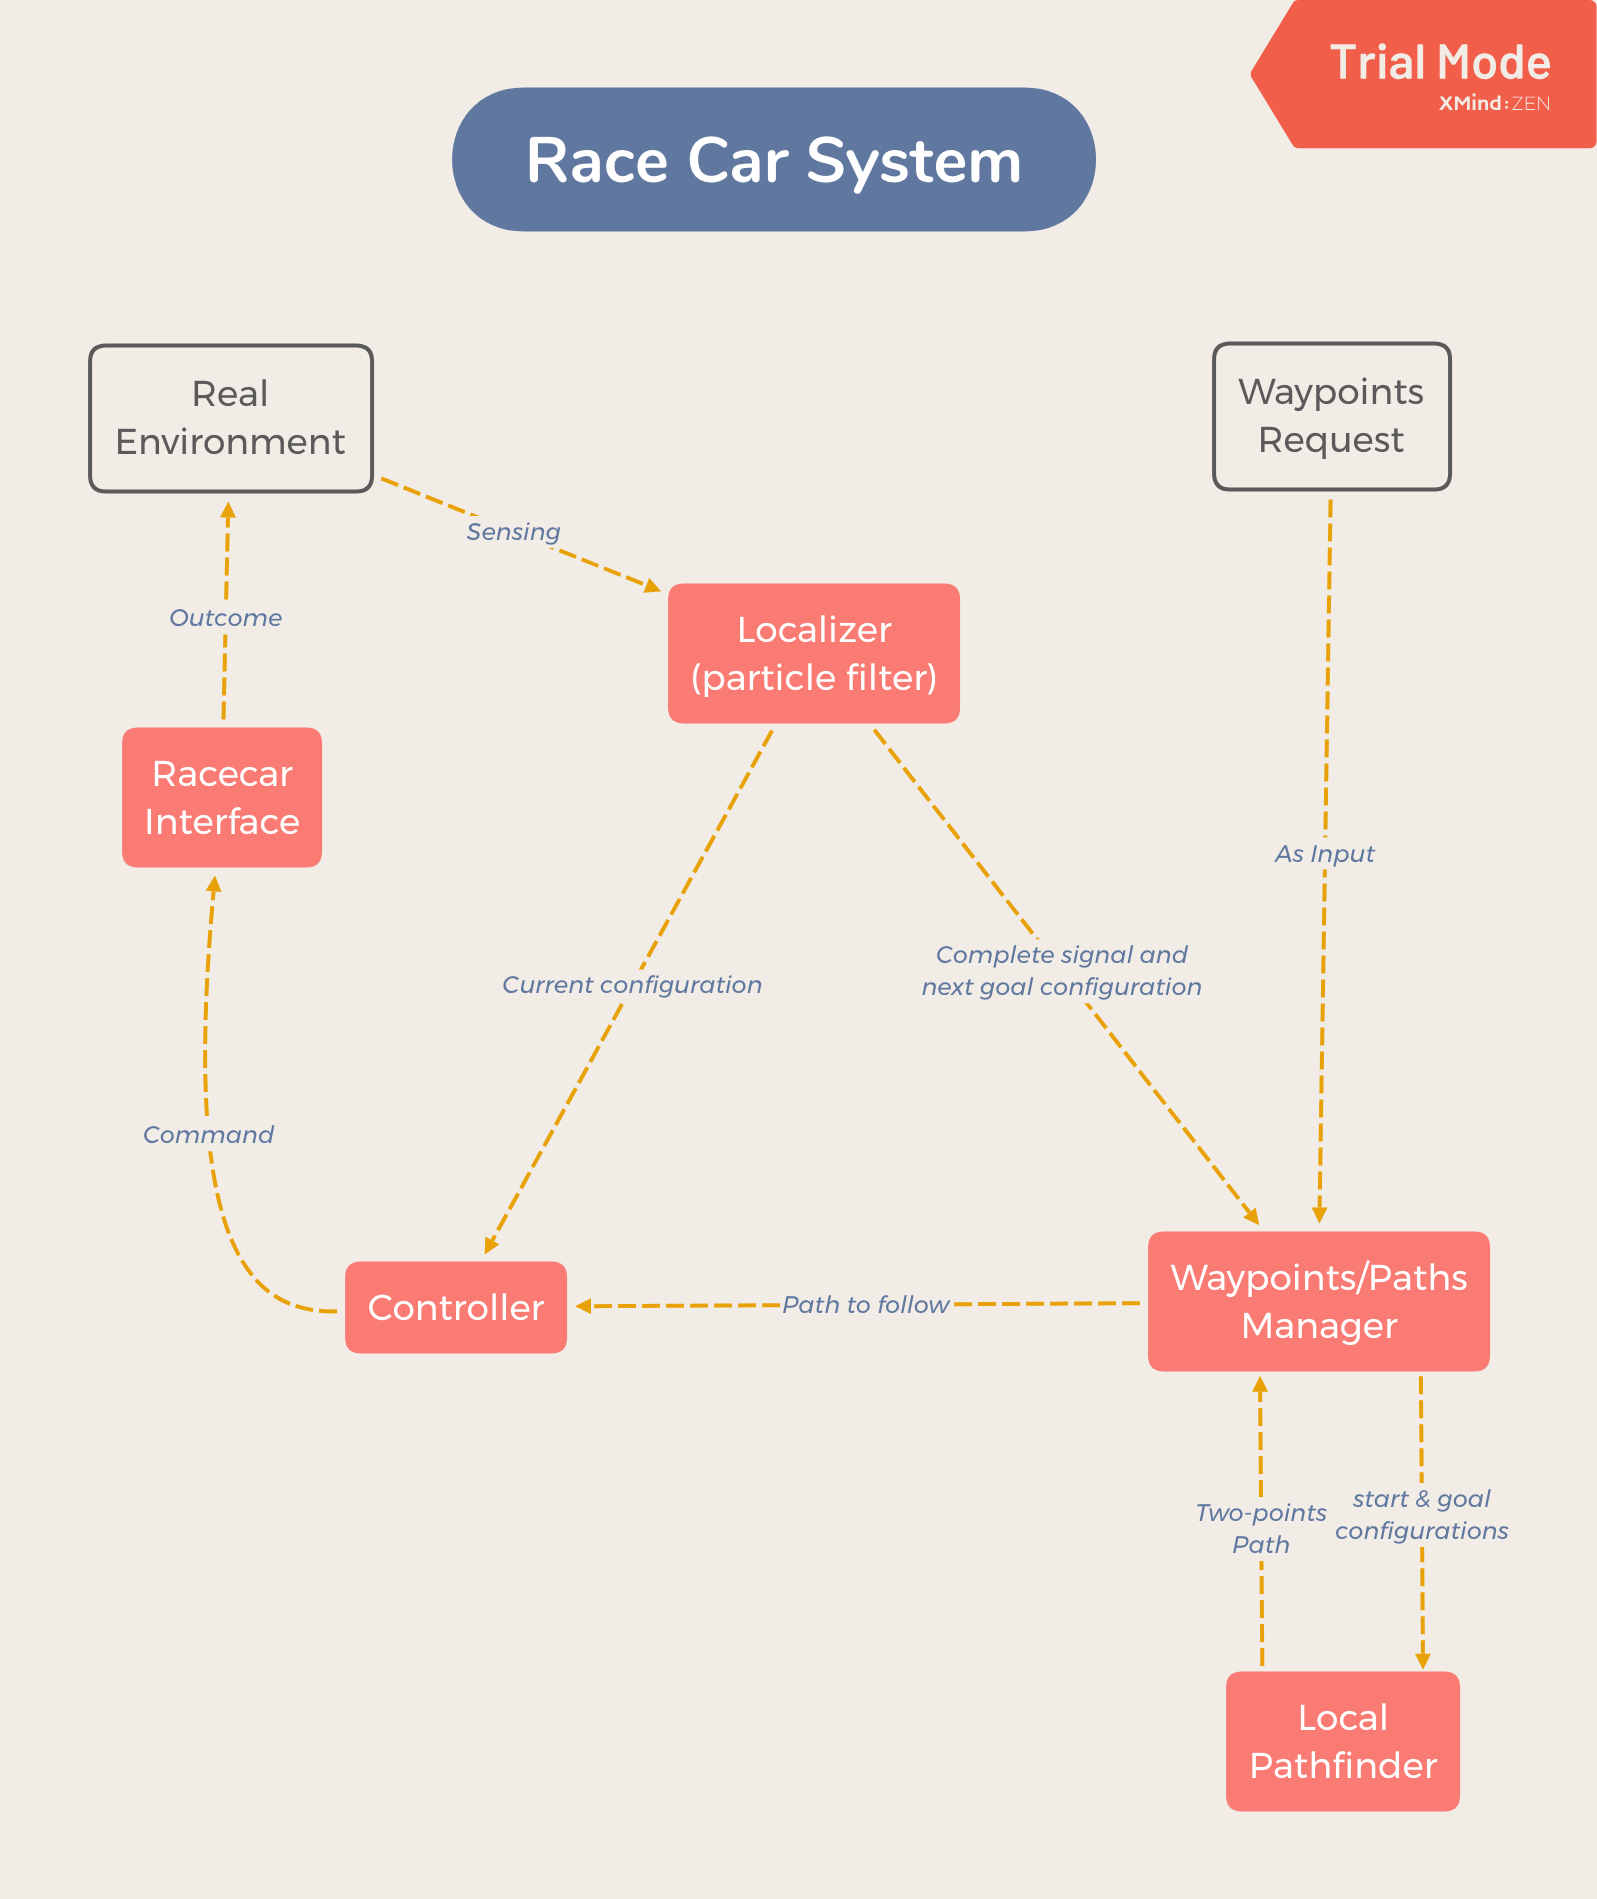 Trial Mode
XMind:ZEN
Race Car System
Real
Environment
Waypoints
Request
Sensing
Outcome
Localizer
(particle filter)
Racecar
Interface
As Input
Current configuration
Complete signal and
next goal configuration
Command
Controller
Path to follow
Waypoints/Paths
Manager
Two-points
Path
start & goal
configurations
Local
Pathfinder